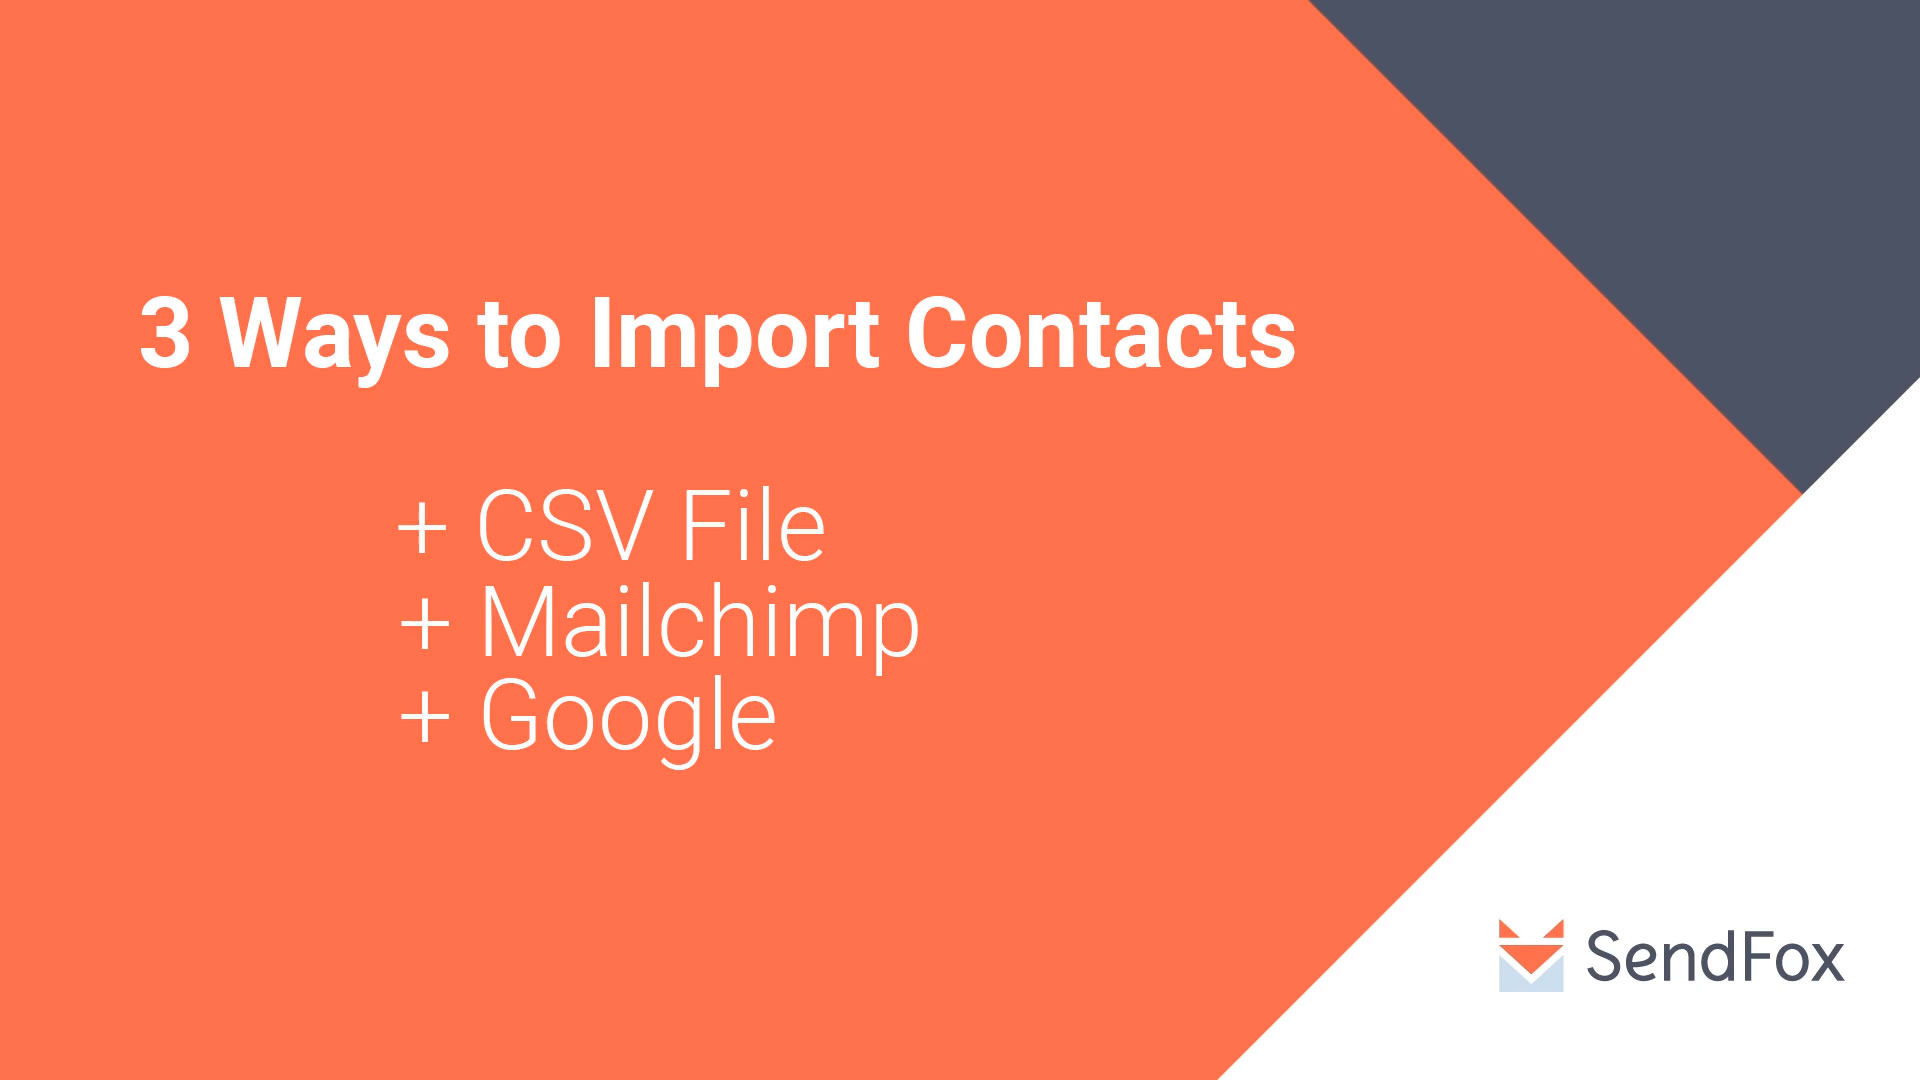 3 Ways to Import Contacts
+ CSV File
+ Mailchimp
+ Google
SendFox